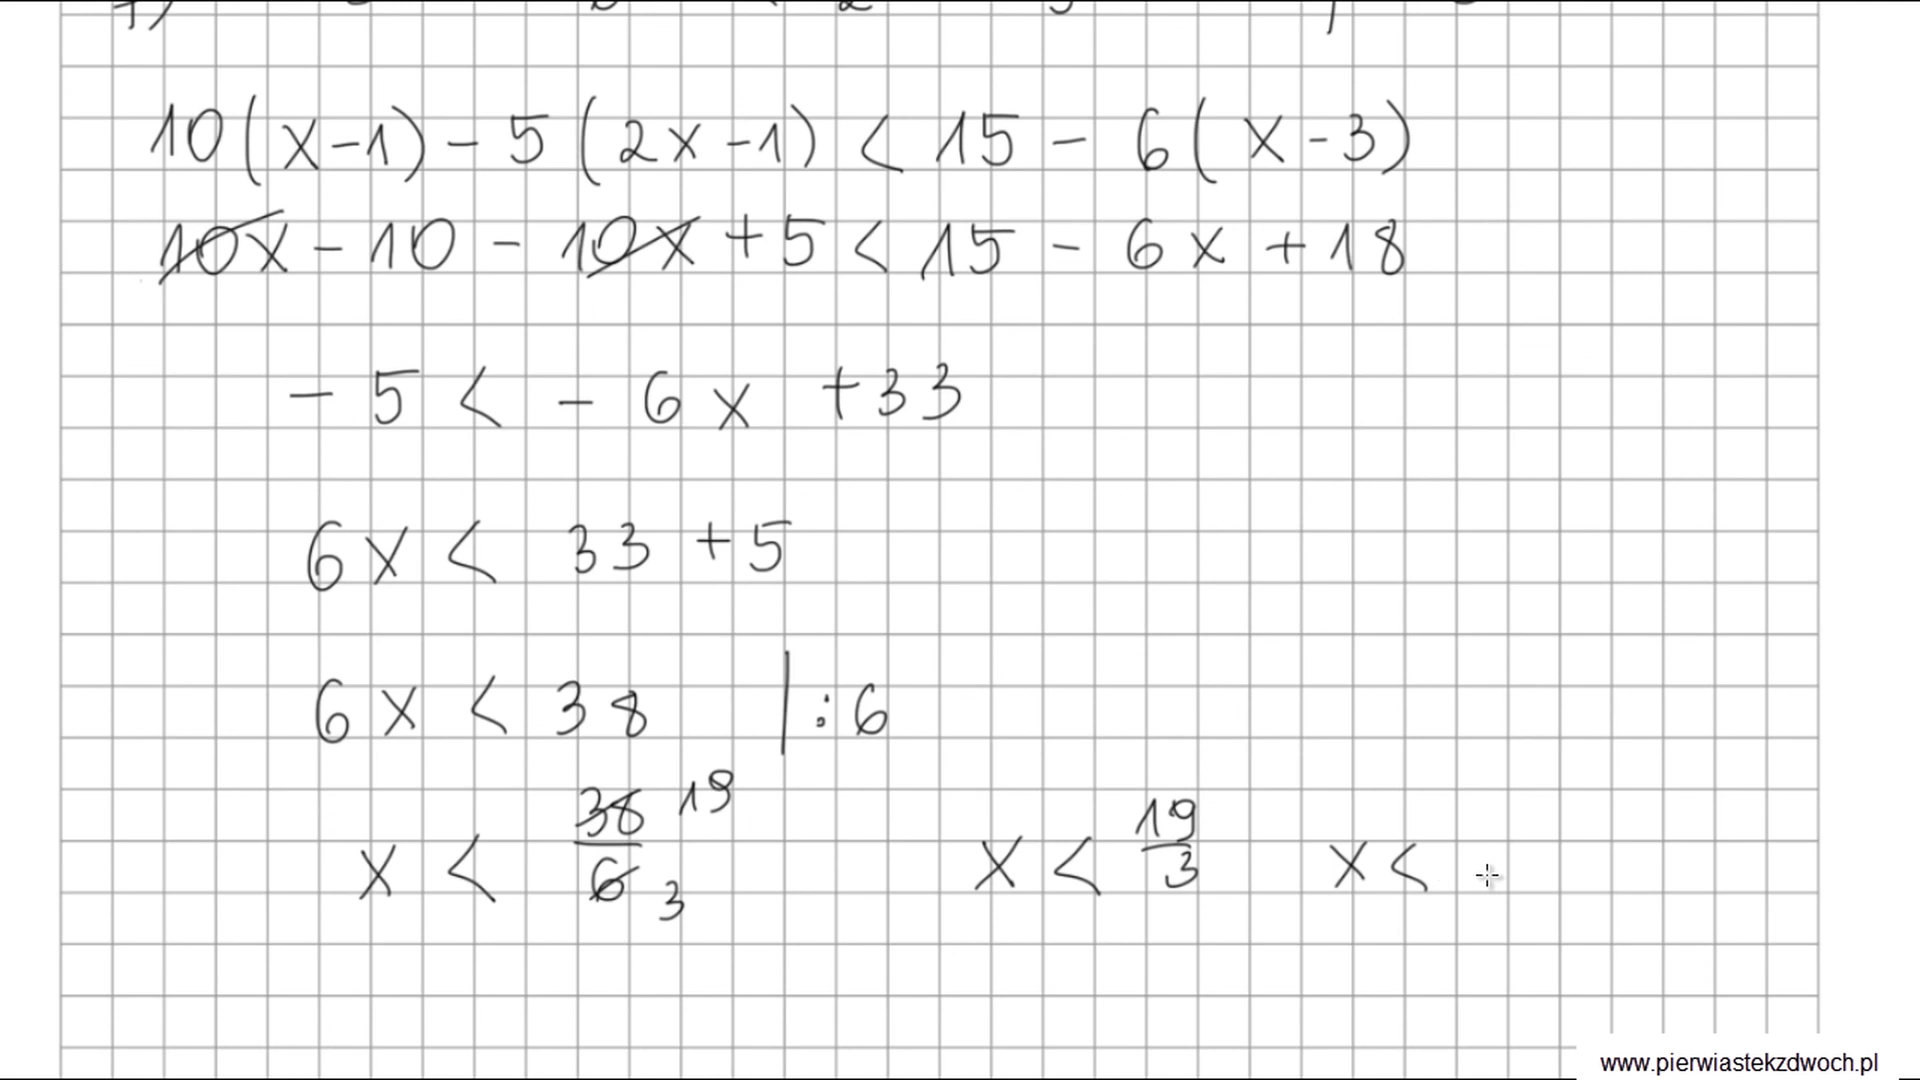 10(x-1)-5(2x-1)<15-6(x-3)
10x-10-10x+5<15-6x+18
-5<-6x+33
6x<33+5
6x<38 |:6
x<38/6 19 3 x<19/3 x<
www.pierwiastekzdwoch.pl